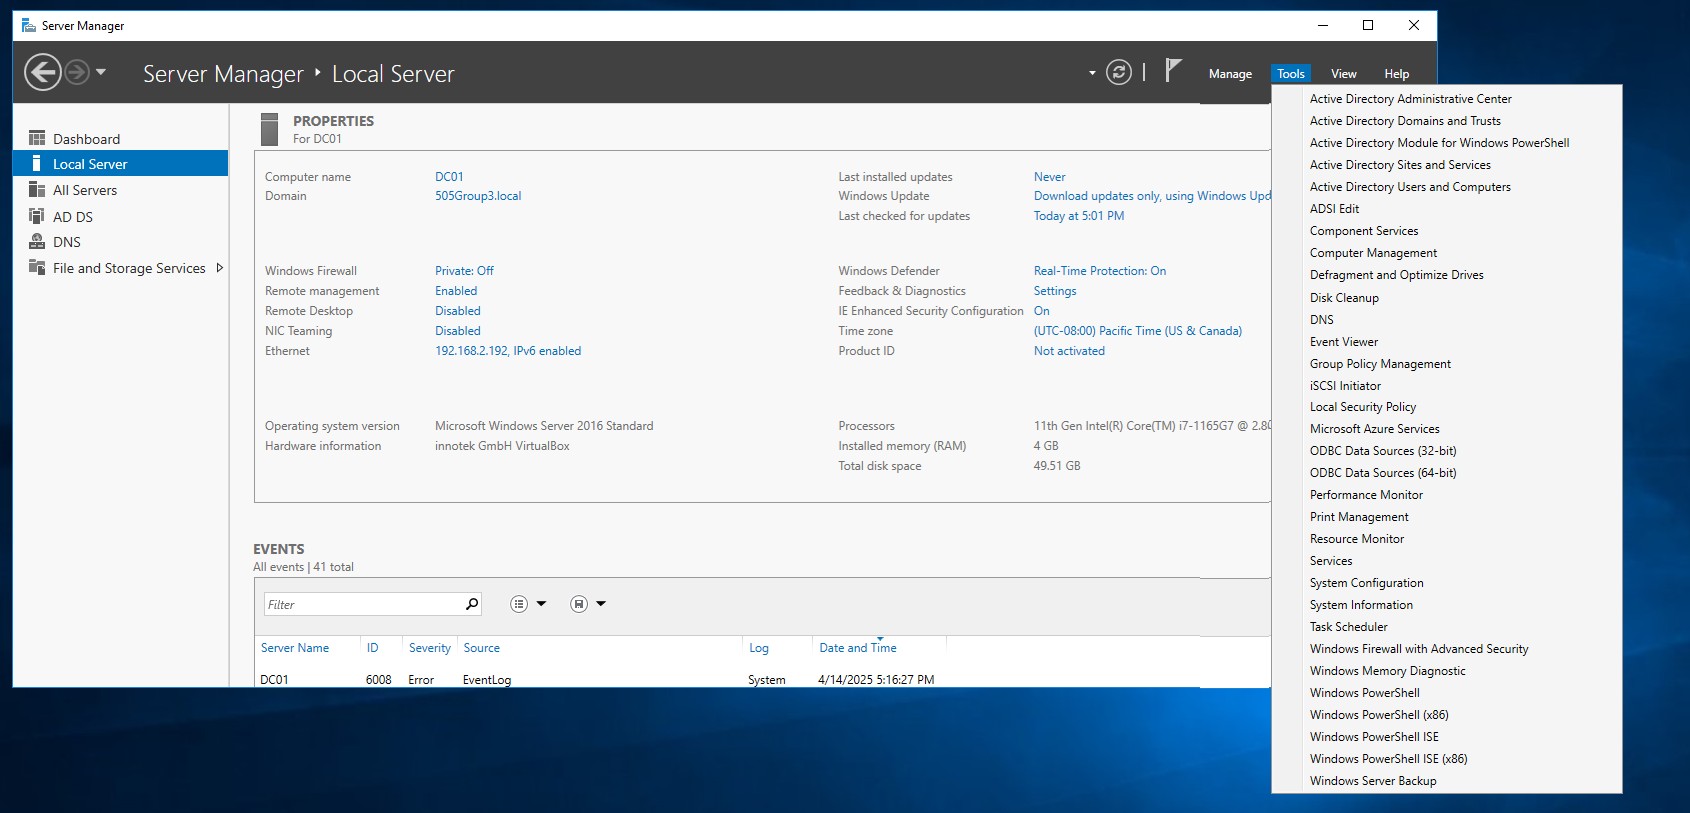 Server Manager
Server Manager ‣ Local Server
Manage Tools View Help
Dashboard
Local Server
All Servers
AD DS
DNS
File and Storage Services
PROPERTIES
For DC01
Computer name DC01
Domain 505Group3.local
Last installed updates Never
Windows Update Download updates only, using Windows Upd
Last checked for updates Today at 5:01 PM
Windows Firewall Private: Off
Remote management Enabled
Remote Desktop Disabled
NIC Teaming Disabled
Ethernet 192.168.2.192, IPv6 enabled
Windows Defender Real-Time Protection: On
Feedback & Diagnostics Settings
IE Enhanced Security Configuration On
Time zone (UTC-08:00) Pacific Time (US & Canada)
Product ID Not activated
Operating system version Microsoft Windows Server 2016 Standard
Hardware information innotek GmbH VirtualBox
Processors 11th Gen Intel(R) Core(TM) i7-1165G7 @ 2.80
Installed memory (RAM) 4 GB
Total disk space 49.51 GB
EVENTS
All events | 41 total
Filter
Server Name ID Severity Source Log Date and Time
DC01 6008 Error EventLog System 4/14/2025 5:16:27 PM
Active Directory Administrative Center
Active Directory Domains and Trusts
Active Directory Module for Windows PowerShell
Active Directory Sites and Services
Active Directory Users and Computers
ADSI Edit
Component Services
Computer Management
Defragment and Optimize Drives
Disk Cleanup
DNS
Event Viewer
Group Policy Management
iSCSI Initiator
Local Security Policy
Microsoft Azure Services
ODBC Data Sources (32-bit)
ODBC Data Sources (64-bit)
Performance Monitor
Print Management
Resource Monitor
Services
System Configuration
System Information
Task Scheduler
Windows Firewall with Advanced Security
Windows Memory Diagnostic
Windows PowerShell
Windows PowerShell (x86)
Windows PowerShell ISE
Windows PowerShell ISE (x86)
Windows Server Backup